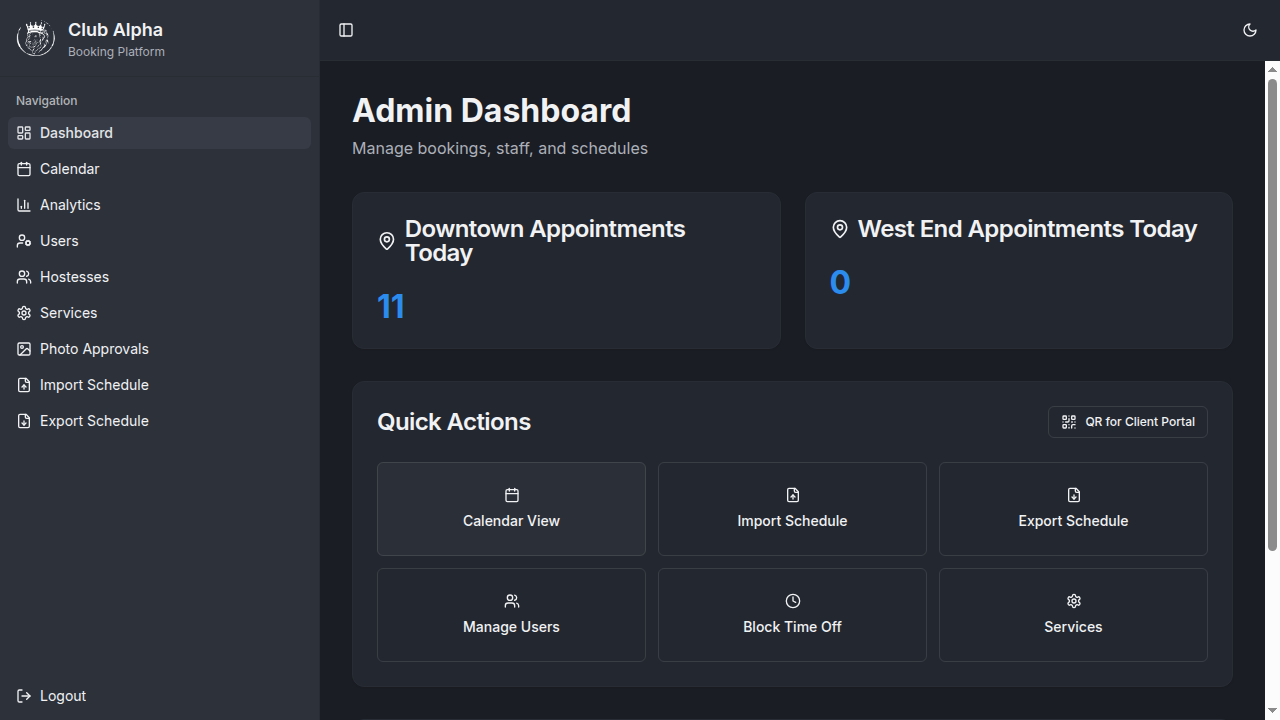 Club Alpha
Booking Platform
Navigation
Dashboard
Calendar
Analytics
Users
Hostesses
Services
Photo Approvals
Import Schedule
Export Schedule
Logout
Admin Dashboard
Manage bookings, staff, and schedules
Downtown Appointments
Today
11
West End Appointments Today
0
Quick Actions
QR for Client Portal
Calendar View
Import Schedule
Export Schedule
Manage Users
Block Time Off
Services